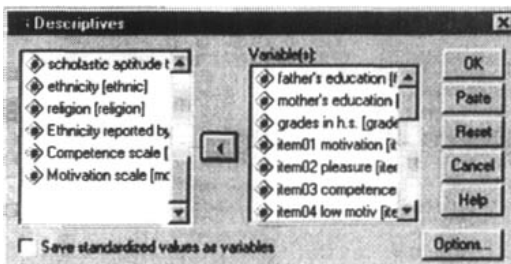 Descriptives
scholastic aptitude t
ethnicity [ethnic]
religion [religion]
Ethnicity reported by
Competence scale [
Motivation scale [mo
Variable(s):
father's education [f
mother's education [
grades in h.s. [grade
item01 motivation [it
item02 pleasure [iter
item03 competence
item04 low motiv [ite
OK
Paste
Reset
Cancel
Help
Options...
Save standardized values as variables